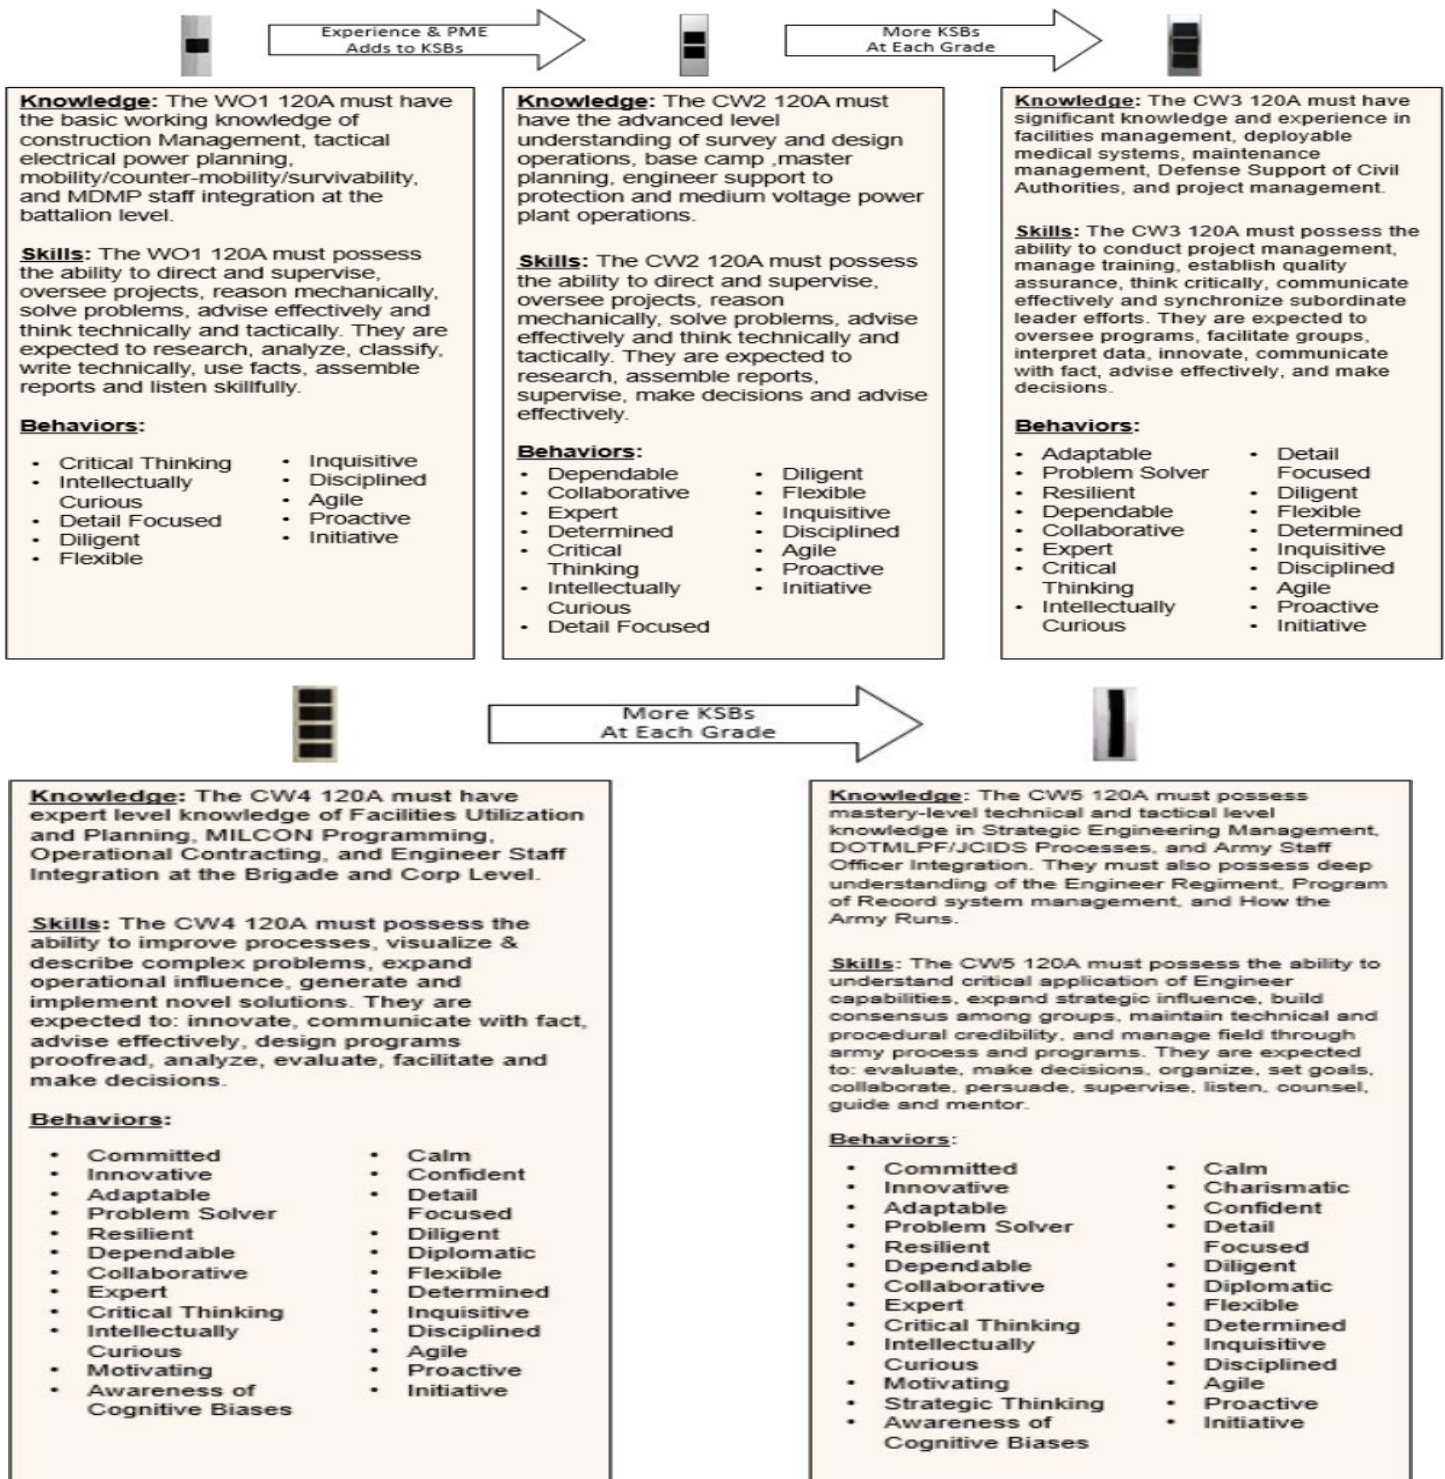 Experience & PME
Adds to KSBs
More KSBs
At Each Grade
Knowledge: The WO1 120A must have
the basic working knowledge of
construction Management, tactical
electrical power planning,
mobility/counter-mobility/survivability,
and MDMP staff integration at the
battalion level.
Skills: The WO1 120A must possess
the ability to direct and supervise,
oversee projects, reason mechanically,
solve problems, advise effectively and
think technically and tactically. They are
expected to research, analyze, classify,
write technically, use facts, assemble
reports and listen skillfully.
Behaviors:
• Critical Thinking
• Intellectually
Curious
• Detail Focused
• Diligent
• Flexible
• Inquisitive
• Disciplined
• Agile
• Proactive
• Initiative
Knowledge: The CW2 120A must
have the advanced level
understanding of survey and design
operations, base camp ,master
planning, engineer support to
protection and medium voltage power
plant operations.
Skills: The CW2 120A must possess
the ability to direct and supervise,
oversee projects, reason
mechanically, solve problems, advise
effectively and think technically and
tactically. They are expected to
research, assemble reports,
supervise, make decisions and advise
effectively.
Behaviors:
• Dependable
• Collaborative
• Expert
• Determined
• Critical
Thinking
• Intellectually
Curious
• Detail Focused
• Diligent
• Flexible
• Inquisitive
• Disciplined
• Agile
• Proactive
• Initiative
Knowledge: The CW3 120A must have
significant knowledge and experience in
facilities management, deployable
medical systems, maintenance
management, Defense Support of Civil
Authorities, and project management.
Skills: The CW3 120A must possess the
ability to conduct project management,
manage training, establish quality
assurance, think critically, communicate
effectively and synchronize subordinate
leader efforts. They are expected to
oversee programs, facilitate groups,
interpret data, innovate, communicate
with fact, advise effectively, and make
decisions.
Behaviors:
• Adaptable
• Problem Solver
• Resilient
• Dependable
• Collaborative
• Expert
• Critical
Thinking
• Intellectually
Curious
• Detail
Focused
• Diligent
• Flexible
• Determined
• Inquisitive
• Disciplined
• Agile
• Proactive
• Initiative
More KSBs
At Each Grade
Knowledge: The CW4 120A must have
expert level knowledge of Facilities Utilization
and Planning, MILCON Programming,
Operational Contracting, and Engineer Staff
Integration at the Brigade and Corp Level.
Skills: The CW4 120A must possess the
ability to improve processes, visualize &
describe complex problems, expand
operational influence, generate and
implement novel solutions. They are
expected to: innovate, communicate with fact,
advise effectively, design programs
proofread, analyze, evaluate, facilitate and
make decisions.
Behaviors:
• Committed
• Innovative
• Adaptable
• Problem Solver
• Resilient
• Dependable
• Collaborative
• Expert
• Critical Thinking
• Intellectually
Curious
• Motivating
• Awareness of
Cognitive Biases
• Calm
• Confident
• Detail
Focused
• Diligent
• Diplomatic
• Flexible
• Determined
• Inquisitive
• Disciplined
• Agile
• Proactive
• Initiative
Knowledge: The CW5 120A must possess
mastery-level technical and tactical level
knowledge in Strategic Engineering Management,
DOTMLPF/JCIDS Processes, and Army Staff
Officer Integration. They must also possess deep
understanding of the Engineer Regiment, Program
of Record system management, and How the
Army Runs.
Skills: The CW5 120A must possess the ability to
understand critical application of Engineer
capabilities, expand strategic influence, build
consensus among groups, maintain technical and
procedural credibility, and manage field through
army process and programs. They are expected
to: evaluate, make decisions, organize, set goals,
collaborate, persuade, supervise, listen, counsel,
guide and mentor.
Behaviors:
• Committed
• Innovative
• Adaptable
• Problem Solver
• Resilient
• Dependable
• Collaborative
• Expert
• Critical Thinking
• Intellectually
Curious
• Motivating
• Strategic Thinking
• Awareness of
Cognitive Biases
• Calm
• Charismatic
• Confident
• Detail
Focused
• Diligent
• Diplomatic
• Flexible
• Determined
• Inquisitive
• Disciplined
• Agile
• Proactive
• Initiative